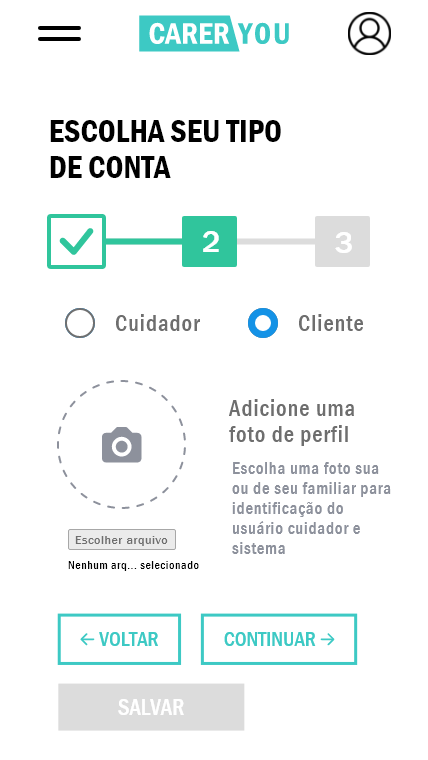 CARER YOU
ESCOLHA SEU TIPO
DE CONTA
2
3
Cuidador
Cliente
Adicione uma
foto de perfil
Escolha uma foto sua
ou de seu familiar para
identificação do
usuário cuidador e
sistema
Escolher arquivo
Nenhum arq... selecionado
← VOLTAR
CONTINUAR →
SALVAR